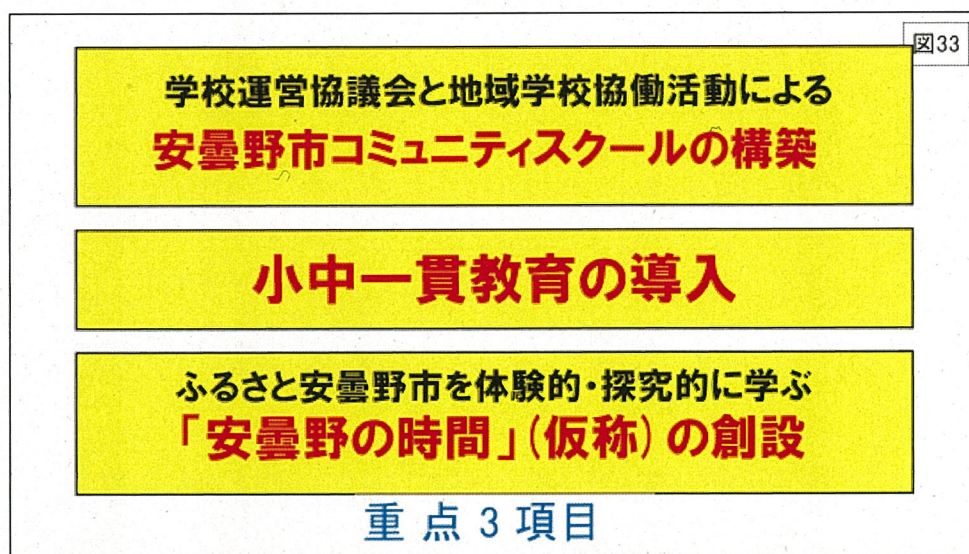 図33
学校運営協議会と地域学校協働活動による
安曇野市コミュニティスクールの構築
小中一貫教育の導入
ふるさと安曇野市を体験的・探究的に学ぶ
「安曇野の時間」(仮称)の創設
重点3項目